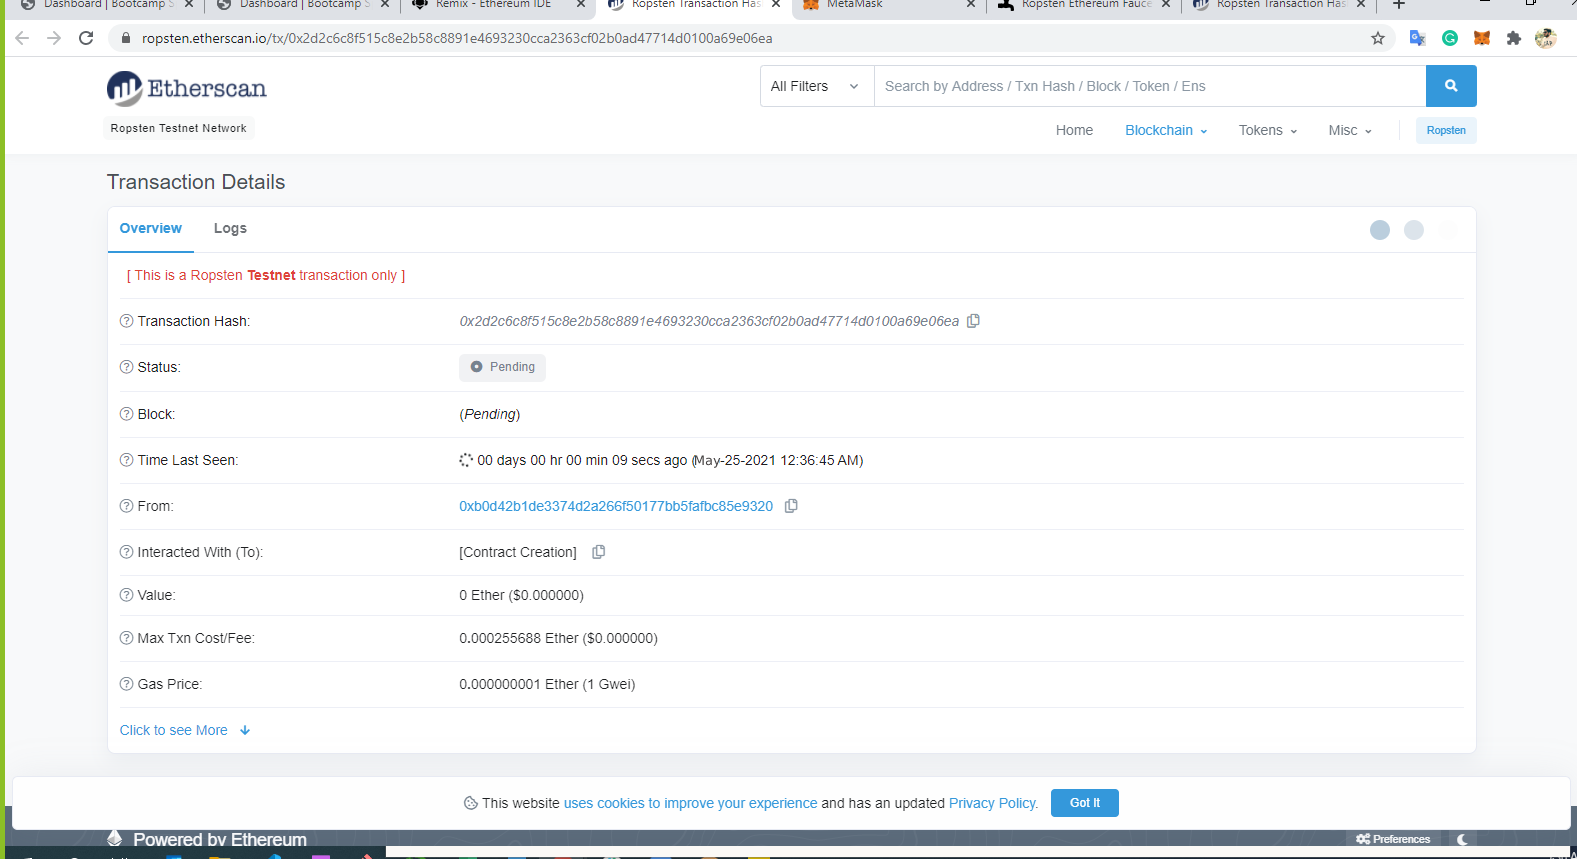 Dashboard | Bootcamp S
Dashboard | Bootcamp S
Remix - Ethereum IDE
Ropsten Transaction Has
MetaMask
Ropsten Ethereum Fauce
Ropsten Transaction Has
ropsten.etherscan.io/tx/0x2d2c6c8f515c8e2b58c8891e4693230cca2363cf02b0ad47714d0100a69e06ea
Etherscan
All Filters
Search by Address / Txn Hash / Block / Token / Ens
Ropsten Testnet Network
Home
Blockchain
Tokens
Misc
Ropsten
Transaction Details
Overview
Logs
[ This is a Ropsten Testnet transaction only ]
Transaction Hash: 0x2d2c6c8f515c8e2b58c8891e4693230cca2363cf02b0ad47714d0100a69e06ea
Status: Pending
Block: (Pending)
Time Last Seen: 00 days 00 hr 00 min 09 secs ago (May-25-2021 12:36:45 AM)
From: 0xb0d42b1de3374d2a266f50177bb5fafbc85e9320
Interacted With (To): [Contract Creation]
Value: 0 Ether ($0.000000)
Max Txn Cost/Fee: 0.000255688 Ether ($0.000000)
Gas Price: 0.000000001 Ether (1 Gwei)
Click to see More
This website uses cookies to improve your experience and has an updated Privacy Policy.
Got It
Powered by Ethereum
Preferences